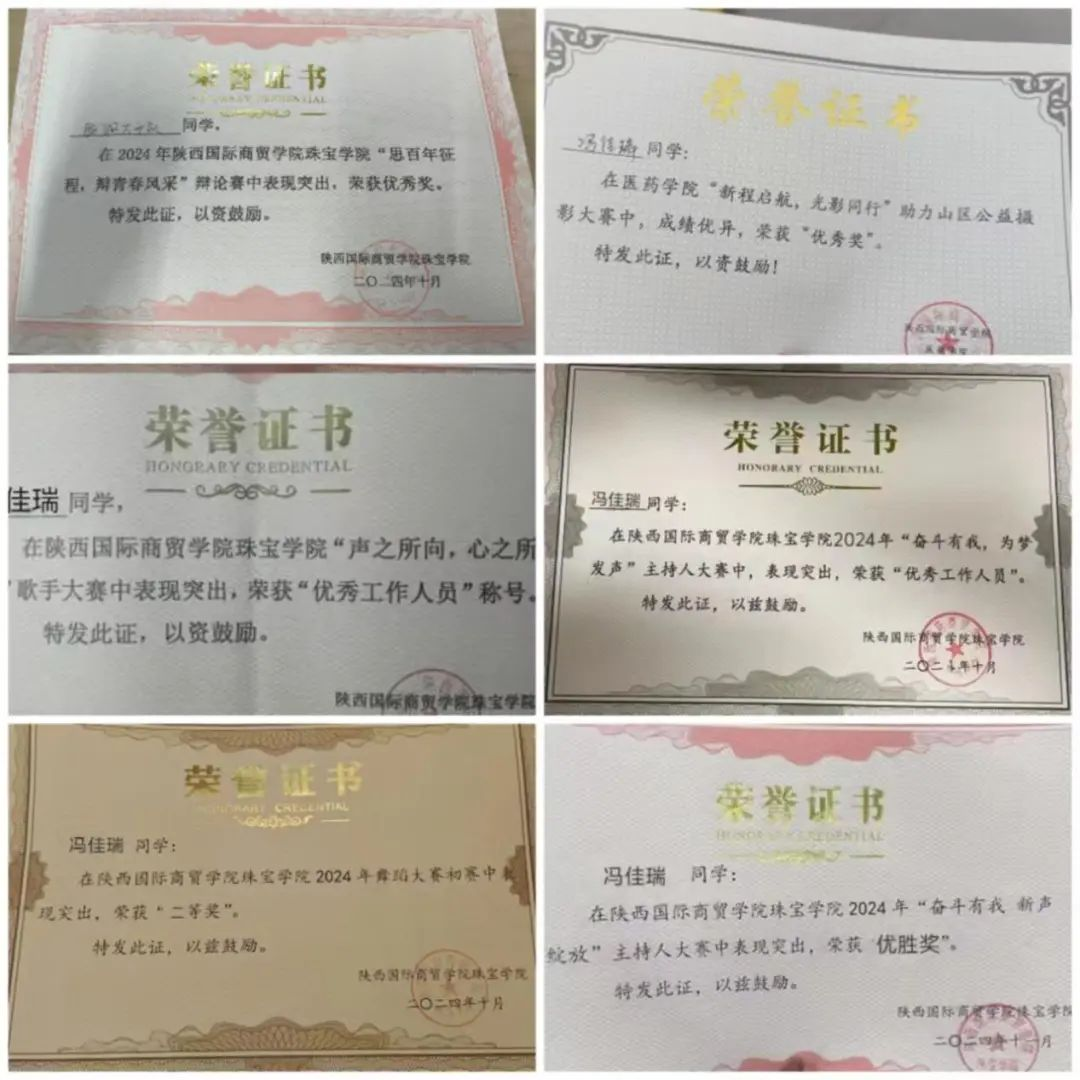 荣誉证书
HONORARY CREDENTIAL
同学,
在2024年陕西国际商贸学院珠宝学院“思百年征
程,辩青春风采”辩论赛中表现突出,荣获优秀奖。
特发此证,以资鼓励。
陕西国际商贸学院珠宝学院
二〇二四年十月
荣誉证书
冯佳瑞 同学:
在医药学院“新程启航,光影同行”助力山区公益摄
影大赛中,成绩优异,荣获“优秀奖”。
特发此证,以资鼓励!
陕西国际商贸学院
荣誉证书
HONORARY CREDENTIAL
佳瑞 同学,
在陕西国际商贸学院珠宝学院“声之所向,心之所
”歌手大赛中表现突出,荣获“优秀工作人员”称号。
特发此证,以资鼓励。
陕西国际商贸学院珠宝学院
荣誉证书
HONORARY CREDENTIAL
冯佳瑞 同学:
在陕西国际商贸学院珠宝学院2024年“奋斗有我,为梦
发声”主持人大赛中,表现突出,荣获“优秀工作人员”。
特发此证,以兹鼓励。
陕西国际商贸学院珠宝学院
年十月
荣誉证书
HONORARY CREDENTIAL
冯佳瑞 同学:
在陕西国际商贸学院珠宝学院2024年舞蹈大赛初赛中表
现突出,荣获“二等奖”。
特发此证,以兹鼓励。
陕西国际商贸学院珠宝学院
二〇二四年十月
荣誉证书
HONORARY CREDENTIAL
冯佳瑞 同学:
在陕西国际商贸学院珠宝学院2024年“奋斗有我 新声
绽放”主持人大赛中表现突出,荣获“优胜奖”。
特发此证,以兹鼓励。
陕西国际商贸学院珠宝学院
二〇二四年十一月